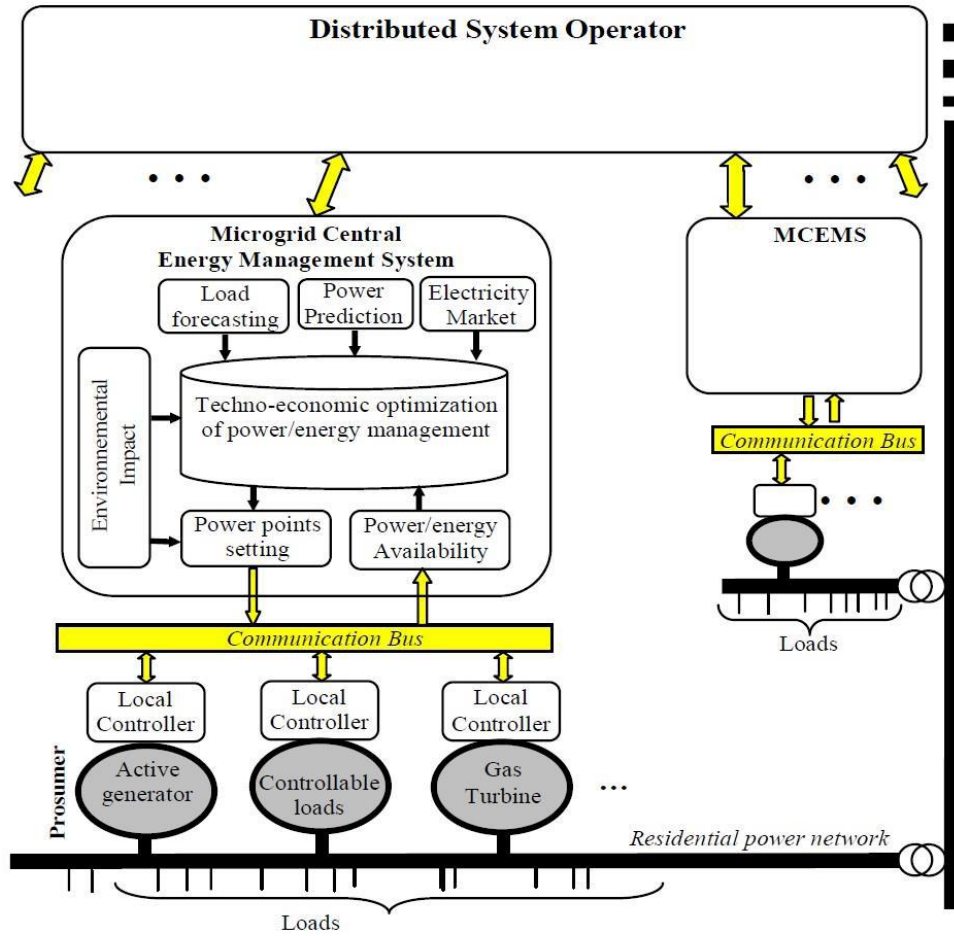 Distributed System Operator
• • •
• • •
Microgrid Central
Energy Management System
MCEMS
Load
forecasting
Power
Prediction
Electricity
Market
Environnemental
Impact
Techno-economic optimization
of power/energy management
Power points
setting
Power/energy
Availability
Communication Bus
• • •
Loads
Communication Bus
Local
Controller
Local
Controller
Local
Controller
Prosumer
Active
generator
Controllable
loads
Gas
Turbine
...
Residential power network
Loads